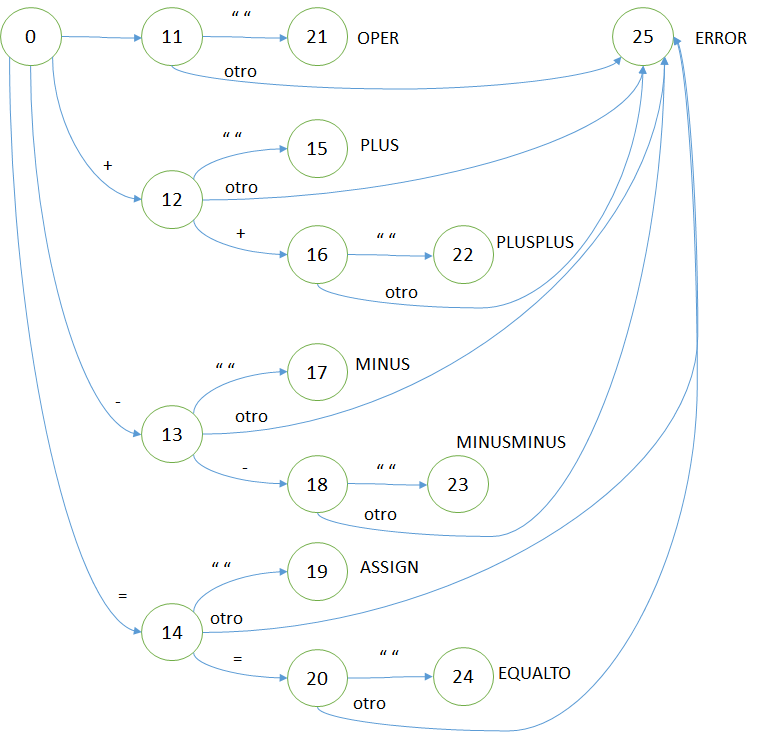 0
11
“ “
21
OPER
25
ERROR
otro
+
12
“ “
15
PLUS
otro
+
16
“ “
22
PLUSPLUS
otro
-
13
“ “
17
MINUS
otro
-
18
“ “
23
MINUSMINUS
otro
=
14
“ “
19
ASSIGN
otro
=
20
“ “
24
EQUALTO
otro